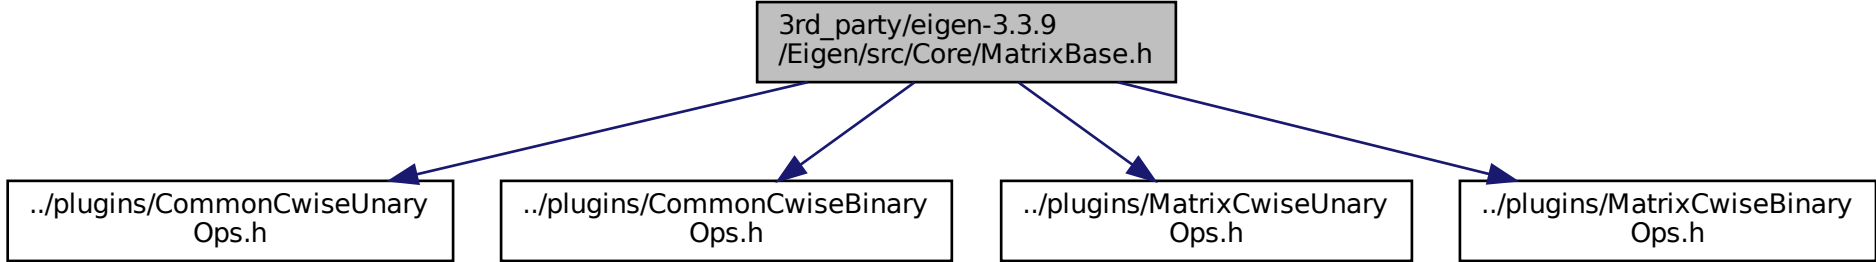 3rd_party/eigen-3.3.9
/Eigen/src/Core/MatrixBase.h
../plugins/CommonCwiseUnary
Ops.h
../plugins/CommonCwiseBinary
Ops.h
../plugins/MatrixCwiseUnary
Ops.h
../plugins/MatrixCwiseBinary
Ops.h